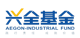 兴全基金
AEGON-INDUSTRIAL FUND